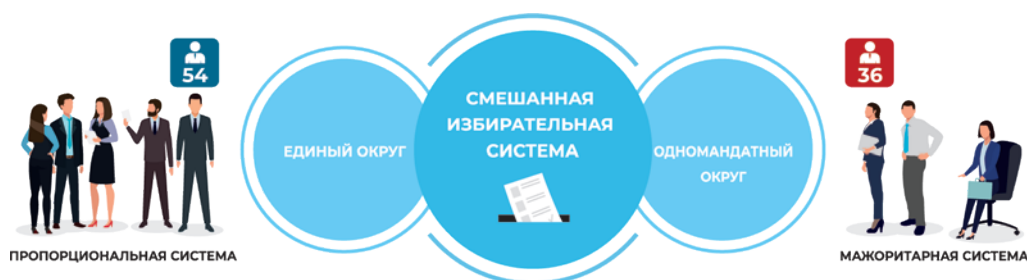 54
36
СМЕШАННАЯ
ИЗБИРАТЕЛЬНАЯ
СИСТЕМА
ЕДИНЫЙ ОКРУГ
ОДНОМАНДАТНЫЙ
ОКРУГ
ПРОПОРЦИОНАЛЬНАЯ СИСТЕМА
МАЖОРИТАРНАЯ СИСТЕМА